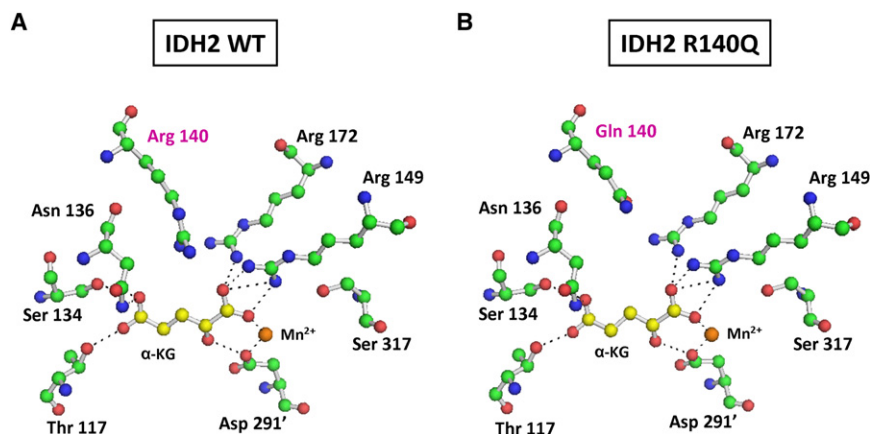 A
IDH2 WT
Arg 140
Arg 172
Arg 149
Asn 136
Ser 134
α-KG
Mn²⁺
Ser 317
Thr 117
Asp 291’
B
IDH2 R140Q
Gln 140
Arg 172
Arg 149
Asn 136
Ser 134
α-KG
Mn²⁺
Ser 317
Thr 117
Asp 291’